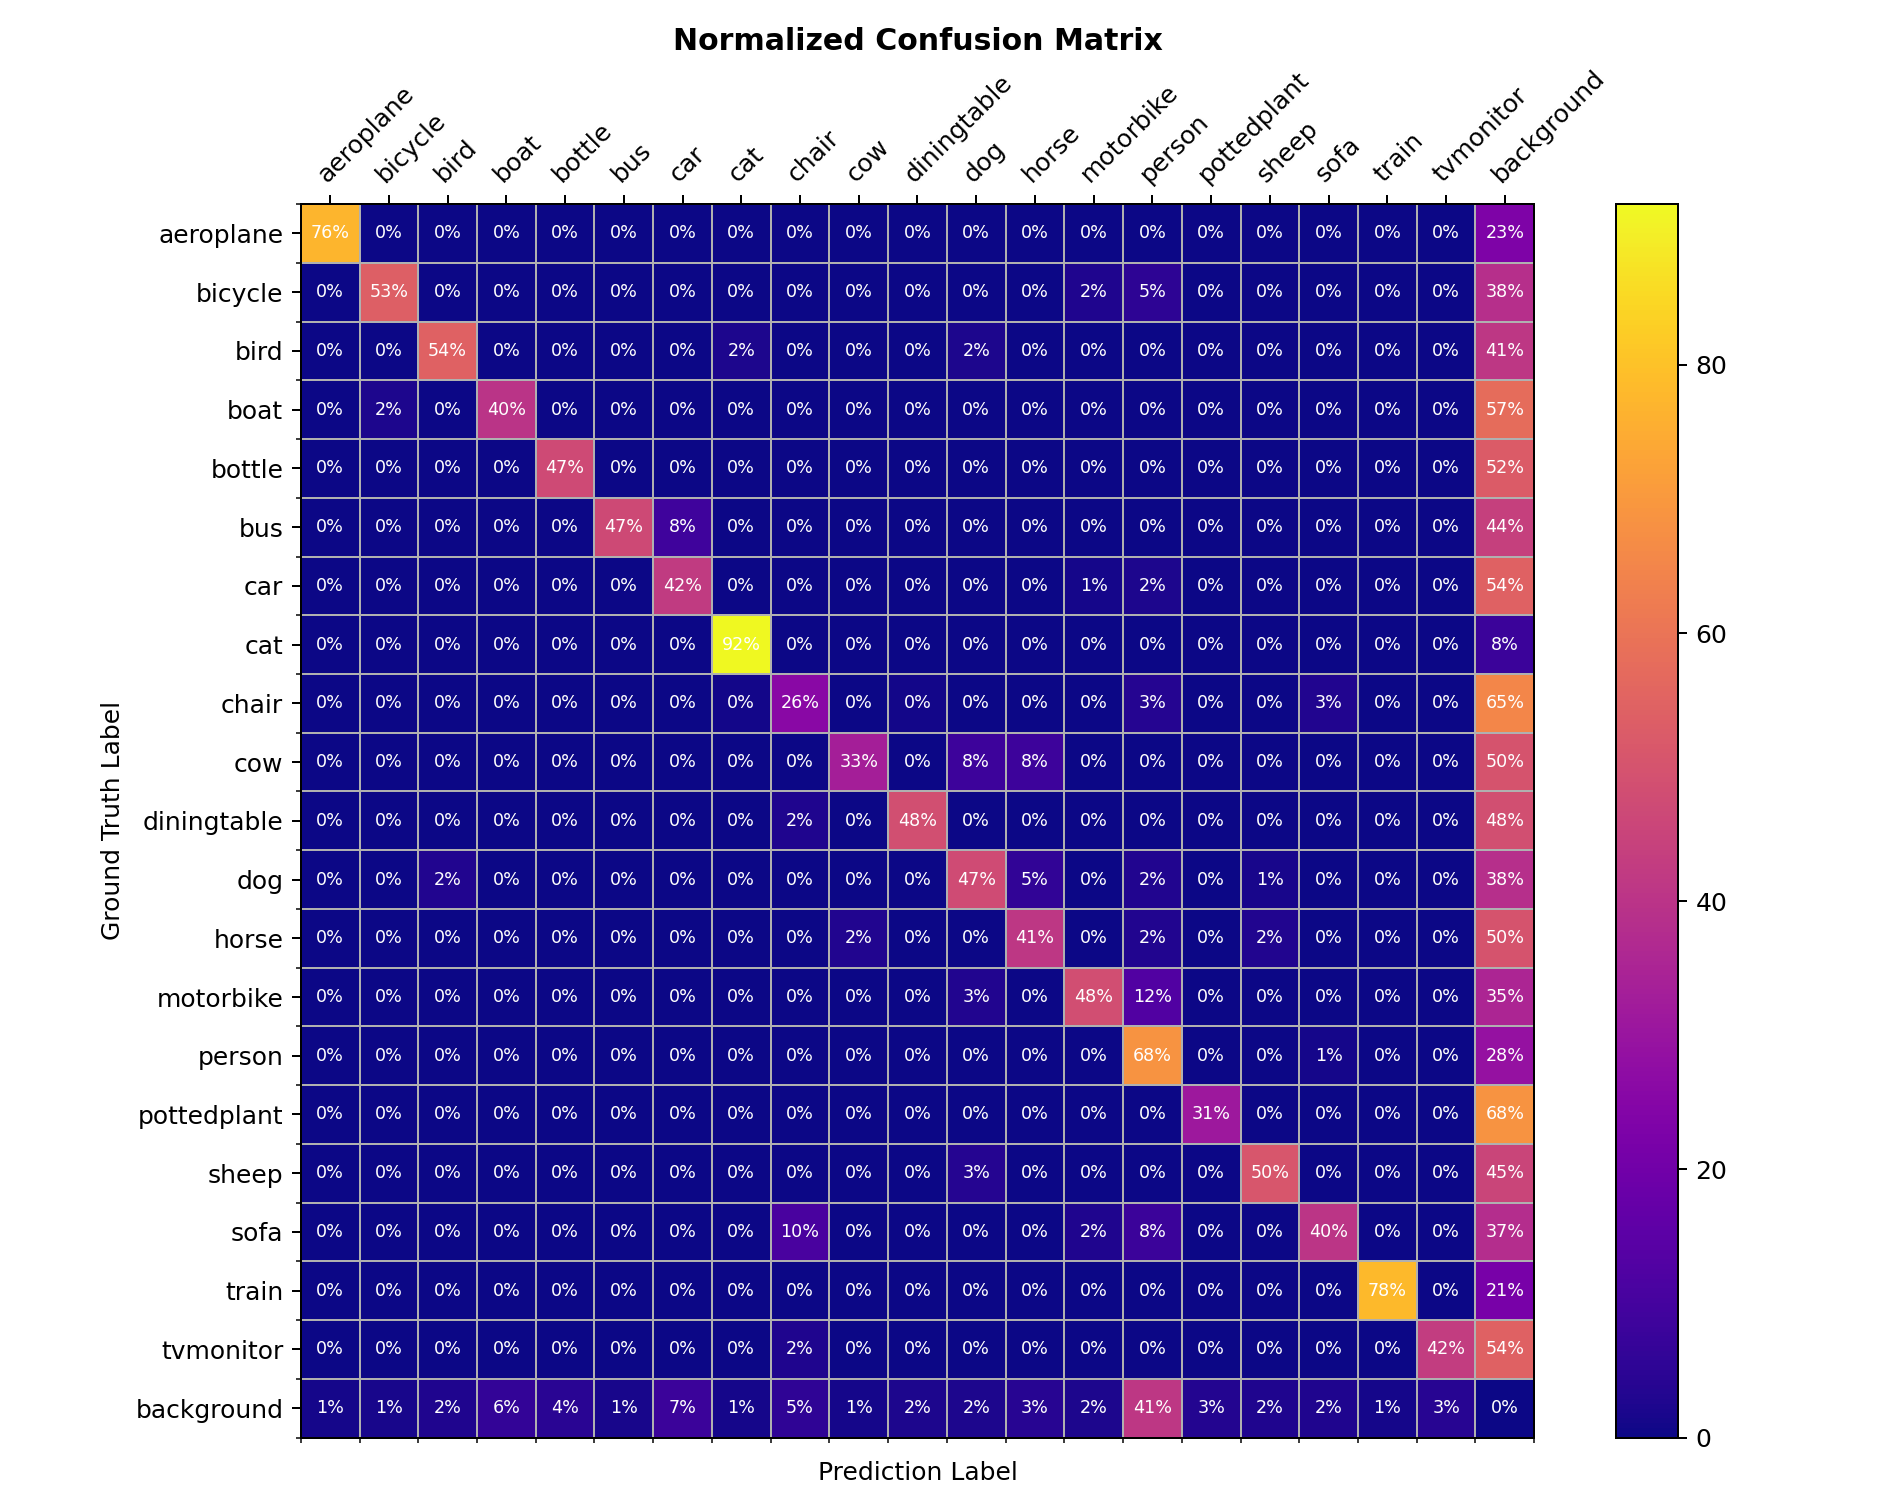 Normalized Confusion Matrix
aeroplane bicycle bird boat bottle bus car cat chair cow diningtable dog horse motorbike person pottedplant sheep sofa train tvmonitor background
aeroplane 76% 0% 0% 0% 0% 0% 0% 0% 0% 0% 0% 0% 0% 0% 0% 0% 0% 0% 0% 0% 23%
bicycle 0% 53% 0% 0% 0% 0% 0% 0% 0% 0% 0% 0% 0% 2% 5% 0% 0% 0% 0% 0% 38%
bird 0% 0% 54% 0% 0% 0% 0% 2% 0% 0% 0% 2% 0% 0% 0% 0% 0% 0% 0% 0% 41%
boat 0% 2% 0% 40% 0% 0% 0% 0% 0% 0% 0% 0% 0% 0% 0% 0% 0% 0% 0% 0% 57%
bottle 0% 0% 0% 0% 47% 0% 0% 0% 0% 0% 0% 0% 0% 0% 0% 0% 0% 0% 0% 0% 52%
bus 0% 0% 0% 0% 0% 47% 8% 0% 0% 0% 0% 0% 0% 0% 0% 0% 0% 0% 0% 0% 44%
car 0% 0% 0% 0% 0% 0% 42% 0% 0% 0% 0% 0% 0% 1% 2% 0% 0% 0% 0% 0% 54%
cat 0% 0% 0% 0% 0% 0% 0% 92% 0% 0% 0% 0% 0% 0% 0% 0% 0% 0% 0% 0% 8%
chair 0% 0% 0% 0% 0% 0% 0% 0% 26% 0% 0% 0% 0% 0% 3% 0% 0% 3% 0% 0% 65%
cow 0% 0% 0% 0% 0% 0% 0% 0% 0% 33% 0% 8% 8% 0% 0% 0% 0% 0% 0% 0% 50%
diningtable 0% 0% 0% 0% 0% 0% 0% 0% 2% 0% 48% 0% 0% 0% 0% 0% 0% 0% 0% 0% 48%
dog 0% 0% 2% 0% 0% 0% 0% 0% 0% 0% 0% 47% 5% 0% 2% 0% 1% 0% 0% 0% 38%
horse 0% 0% 0% 0% 0% 0% 0% 0% 0% 2% 0% 0% 41% 0% 2% 0% 2% 0% 0% 0% 50%
motorbike 0% 0% 0% 0% 0% 0% 0% 0% 0% 0% 0% 3% 0% 48% 12% 0% 0% 0% 0% 0% 35%
person 0% 0% 0% 0% 0% 0% 0% 0% 0% 0% 0% 0% 0% 0% 68% 0% 0% 1% 0% 0% 28%
pottedplant 0% 0% 0% 0% 0% 0% 0% 0% 0% 0% 0% 0% 0% 0% 0% 31% 0% 0% 0% 0% 68%
sheep 0% 0% 0% 0% 0% 0% 0% 0% 0% 0% 0% 3% 0% 0% 0% 0% 50% 0% 0% 0% 45%
sofa 0% 0% 0% 0% 0% 0% 0% 0% 10% 0% 0% 0% 0% 2% 8% 0% 0% 40% 0% 0% 37%
train 0% 0% 0% 0% 0% 0% 0% 0% 0% 0% 0% 0% 0% 0% 0% 0% 0% 0% 78% 0% 21%
tvmonitor 0% 0% 0% 0% 0% 0% 0% 0% 2% 0% 0% 0% 0% 0% 0% 0% 0% 0% 0% 42% 54%
background 1% 1% 2% 6% 4% 1% 7% 1% 5% 1% 2% 2% 3% 2% 41% 3% 2% 2% 1% 3% 0%
Ground Truth Label
Prediction Label
80
60
40
20
0